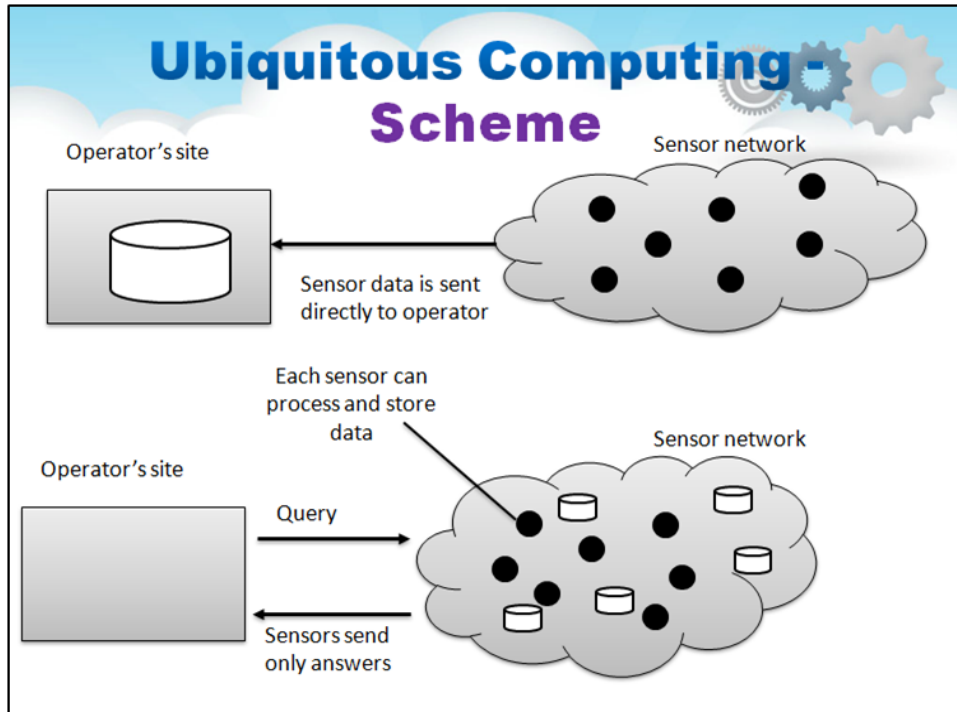 Ubiquitous Computing -
Scheme
Operator’s site
Sensor network
Sensor data is sent
directly to operator
Each sensor can
process and store
data
Sensor network
Operator’s site
Query
Sensors send
only answers